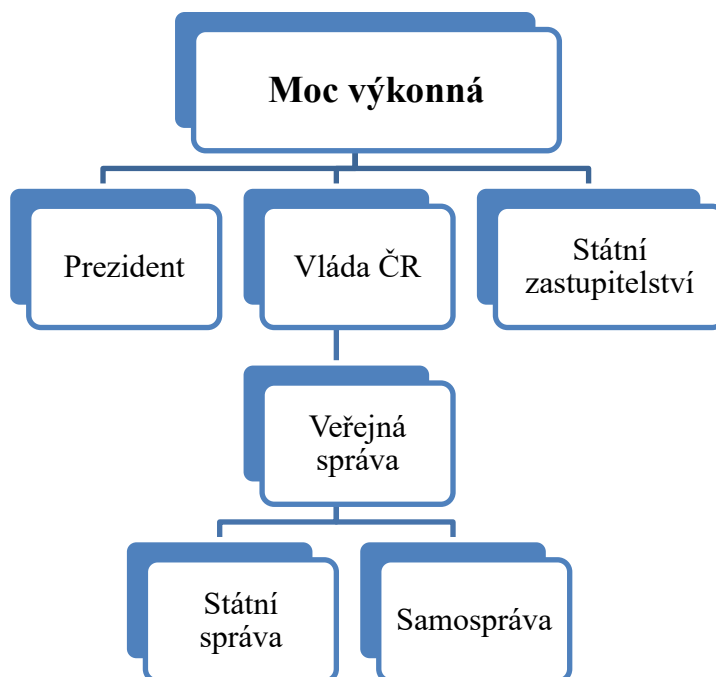 Moc výkonná
Prezident
Vláda ČR
Státní
zastupitelství
Veřejná
správa
Státní
správa
Samospráva